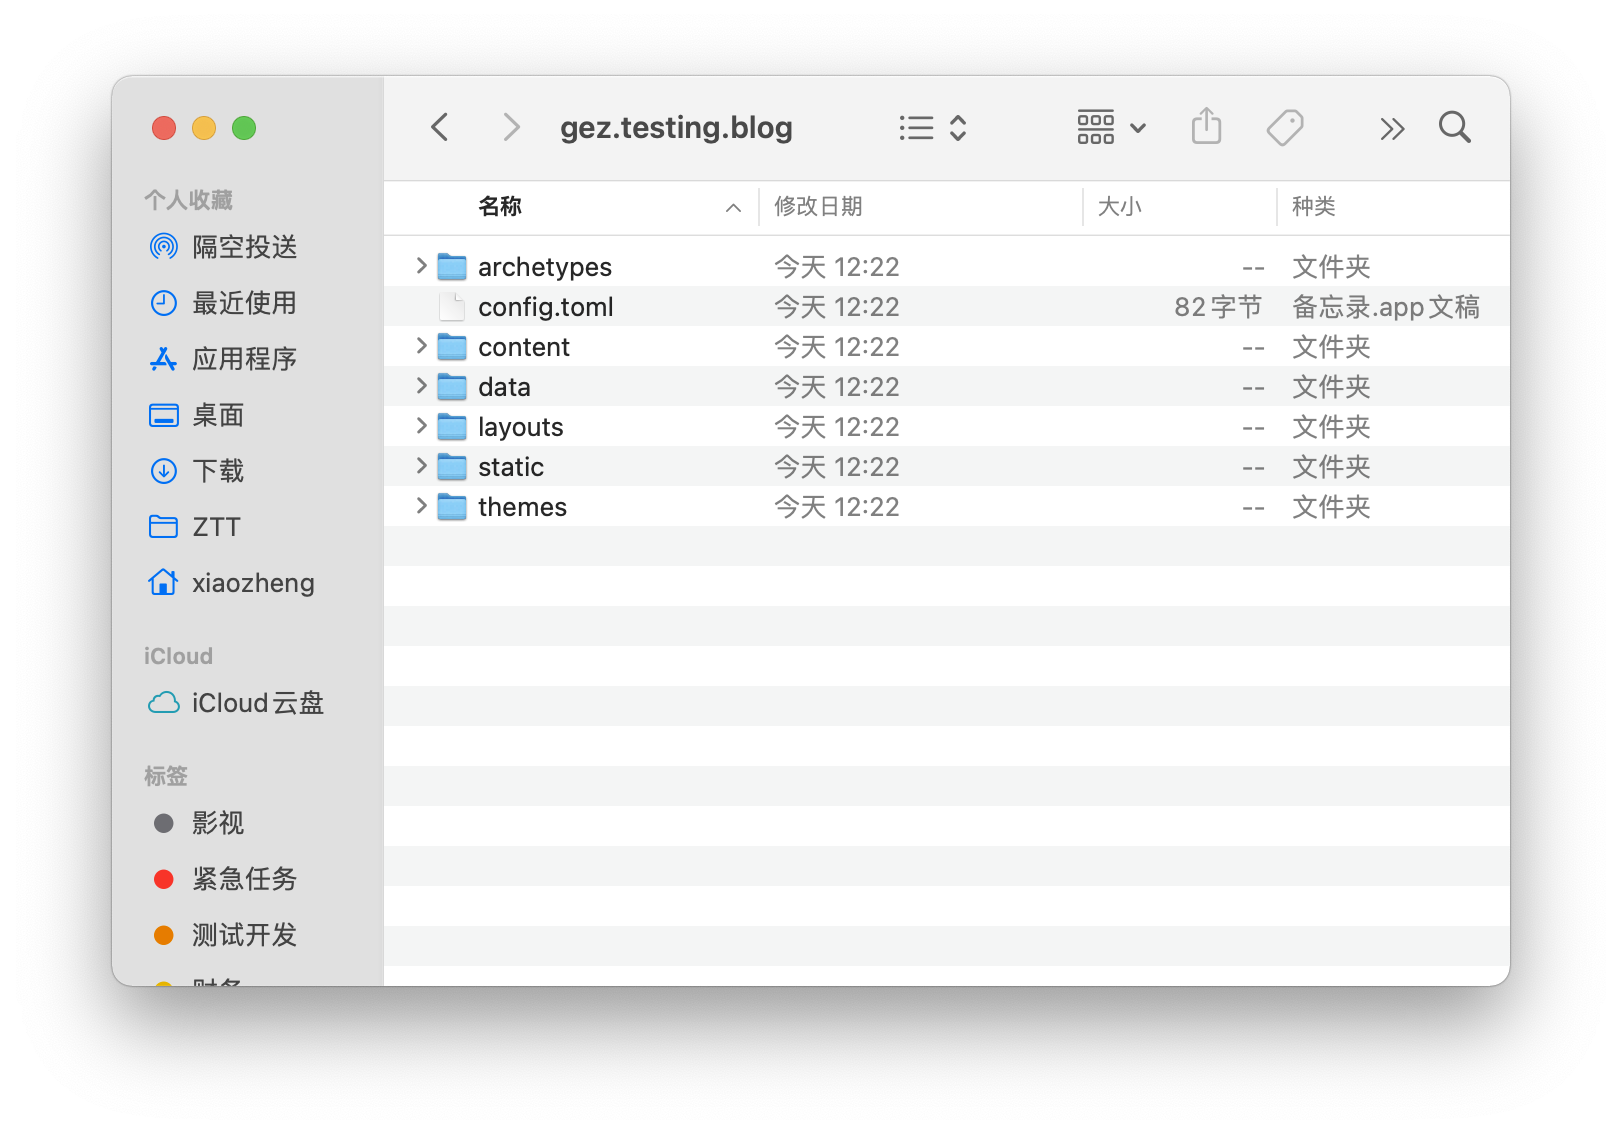 gez.testing.blog
个人收藏
隔空投送
最近使用
应用程序
桌面
下载
ZTT
xiaozheng
iCloud
iCloud云盘
标签
影视
紧急任务
测试开发
财务
名称 修改日期 大小 种类
archetypes 今天 12:22 -- 文件夹
config.toml 今天 12:22 82字节 备忘录.app文稿
content 今天 12:22 -- 文件夹
data 今天 12:22 -- 文件夹
layouts 今天 12:22 -- 文件夹
static 今天 12:22 -- 文件夹
themes 今天 12:22 -- 文件夹